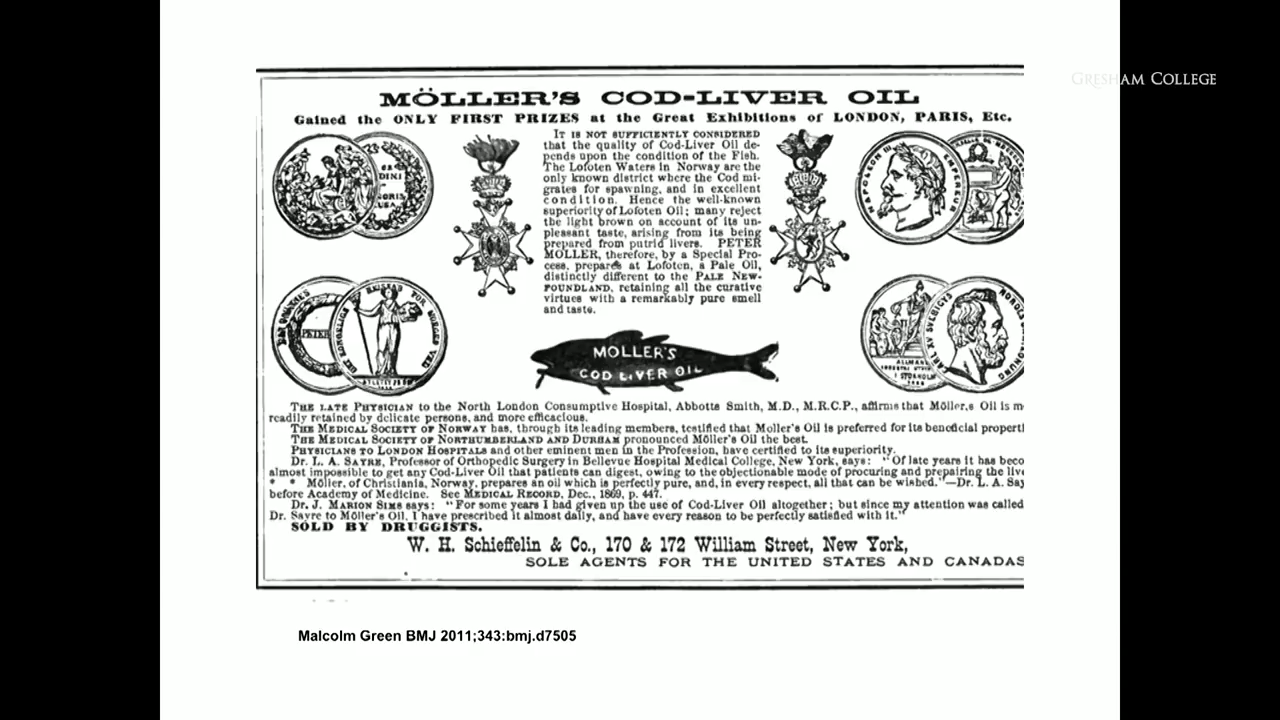 GRESHAM COLLEGE
MÖLLER'S COD-LIVER OIL
Gained the ONLY FIRST PRIZES at the Great Exhibitions of LONDON, PARIS, Etc.
IT IS NOT SUFFICIENTLY CONSIDERED
that the quality of Cod-Liver Oil de-
pends upon the condition of the Fish.
The Lofoten Waters in Norway are the
only known district where the Cod mi-
grates for spawning, and in excellent
condition. Hence the well-known
superiority of Lofoten Oil; many reject
the light brown on account of its un-
pleasant taste, arising from its being
prepared from putrid livers. PETER
MOLLER, therefore, by a Special Pro-
cess, prepares at Lofoten, a Pale Oil,
distinctly different to the PALE NEW-
FOUNDLAND, retaining all the curative
virtues with a remarkably pure smell
and taste.
NAPOLEON III EMPEREUR
PETER
CARL XV SVERIGES
MOLLER'S
COD LIVER OIL
THE LATE PHYSICIAN to the North London Consumptive Hospital, Abbotts Smith, M.D., M.R.C.P., affirms that Möller,s Oil is m
readily retained by delicate persons, and more efficacious.
THE MEDICAL SOCIETY OF NORWAY has, through its leading members, testified that Moller's Oil is preferred for its beneficial properti
THE MEDICAL SOCIETY OF NORTHUMBERLAND AND DURHAM pronounced Möller's Oil the best.
PHYSICIANS TO LONDON HOSPITALS and other eminent men in the Profession, have certified to its superiority.
Dr. L. A. SAYRE, Professor of Orthopedic Surgery in Bellevue Hospital Medical College, New York, says: "Of late years it has beco
almost impossible to get any Cod-Liver Oil that patients can digest, owing to the objectionable mode of procuring and preparing the live
* * Möller, of Christiania, Norway, prepares an oil which is perfectly pure, and, in every respect, all that can be wished."—Dr. L. A. Say
before Academy of Medicine. See MEDICAL RECORD, Dec., 1869, p. 447.
Dr. J. MARION SIMS says: "For some years I had given up the use of Cod-Liver Oil altogether; but since my attention was called
Dr. Sayre to Möller's Oil, I have prescribed it almost daily, and have every reason to be perfectly satisfied with it."
SOLD BY DRUGGISTS.
W. H. Schieffelin & Co., 170 & 172 William Street, New York,
SOLE AGENTS FOR THE UNITED STATES AND CANADAS
Malcolm Green BMJ 2011;343:bmj.d7505